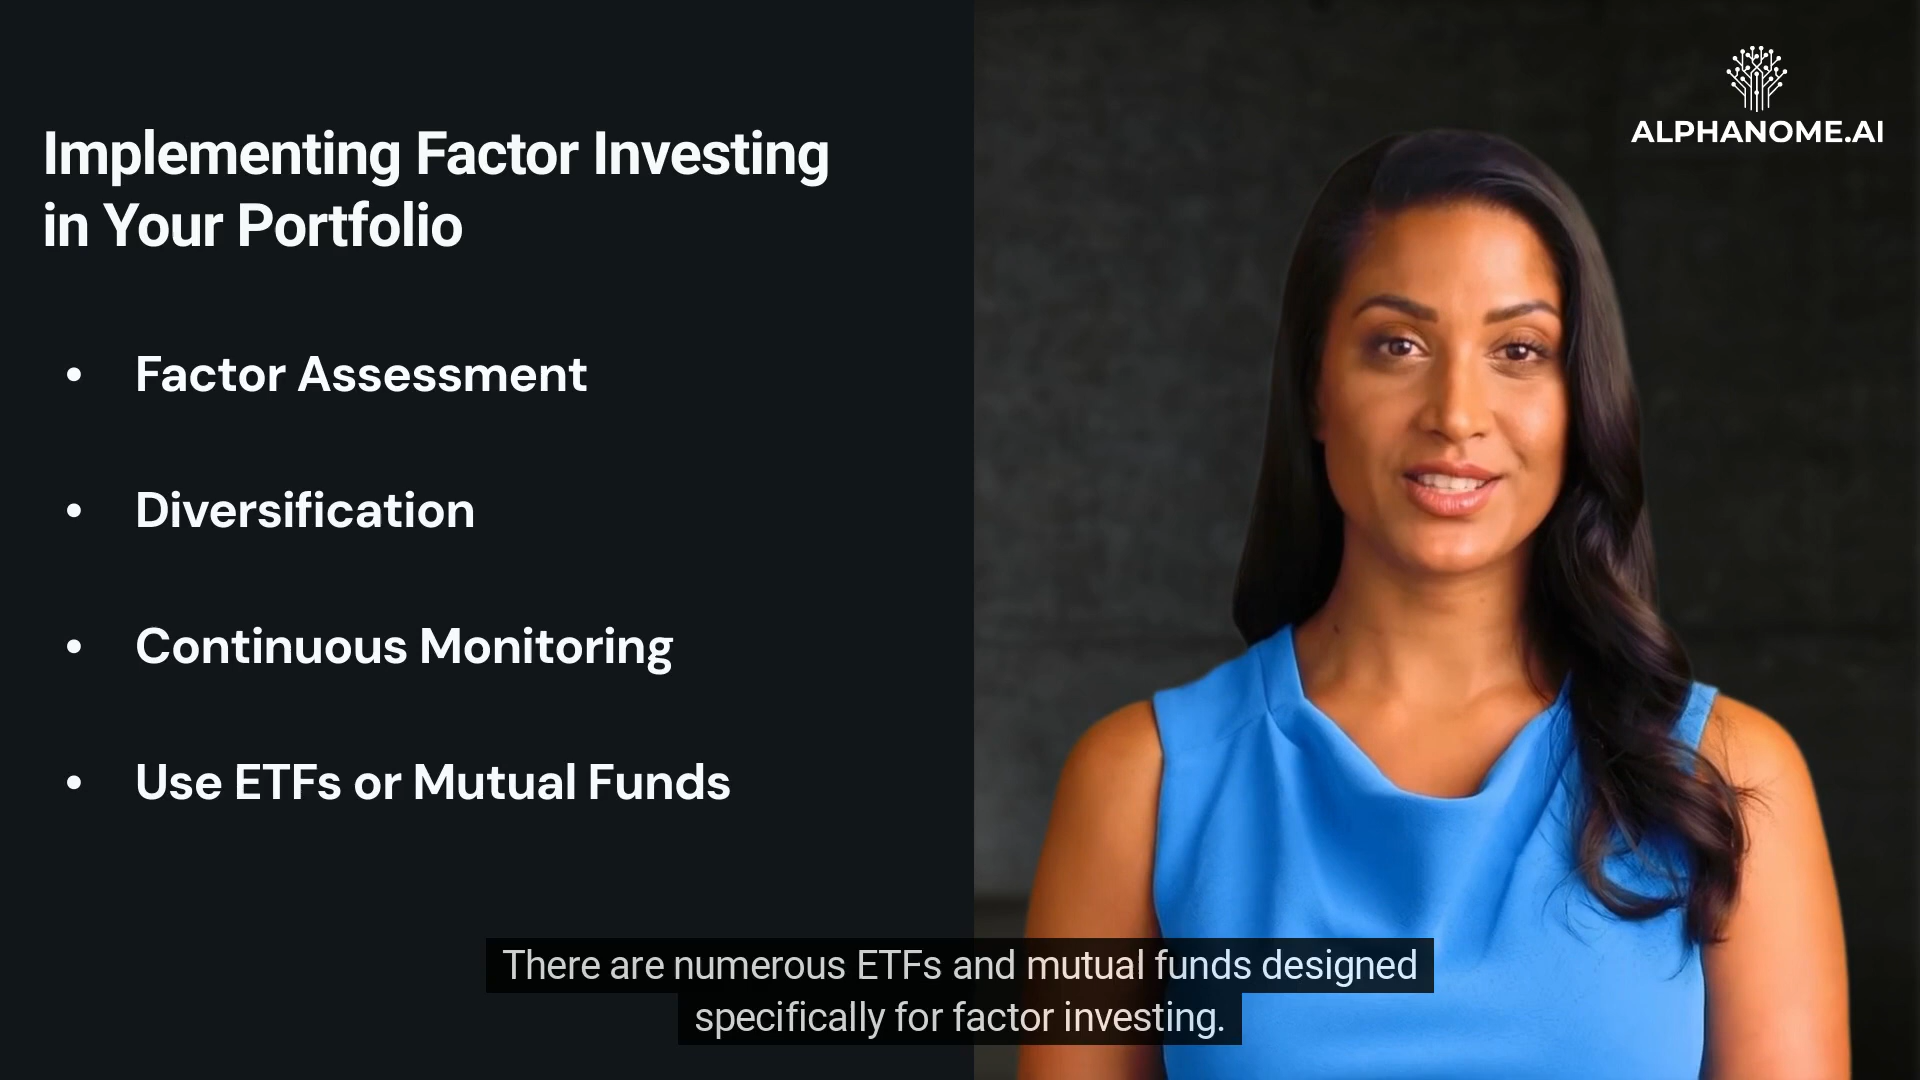 ALPHANOME.AI
Implementing Factor Investing
in Your Portfolio
• Factor Assessment
• Diversification
• Continuous Monitoring
• Use ETFs or Mutual Funds
There are numerous ETFs and mutual funds designed
specifically for factor investing.